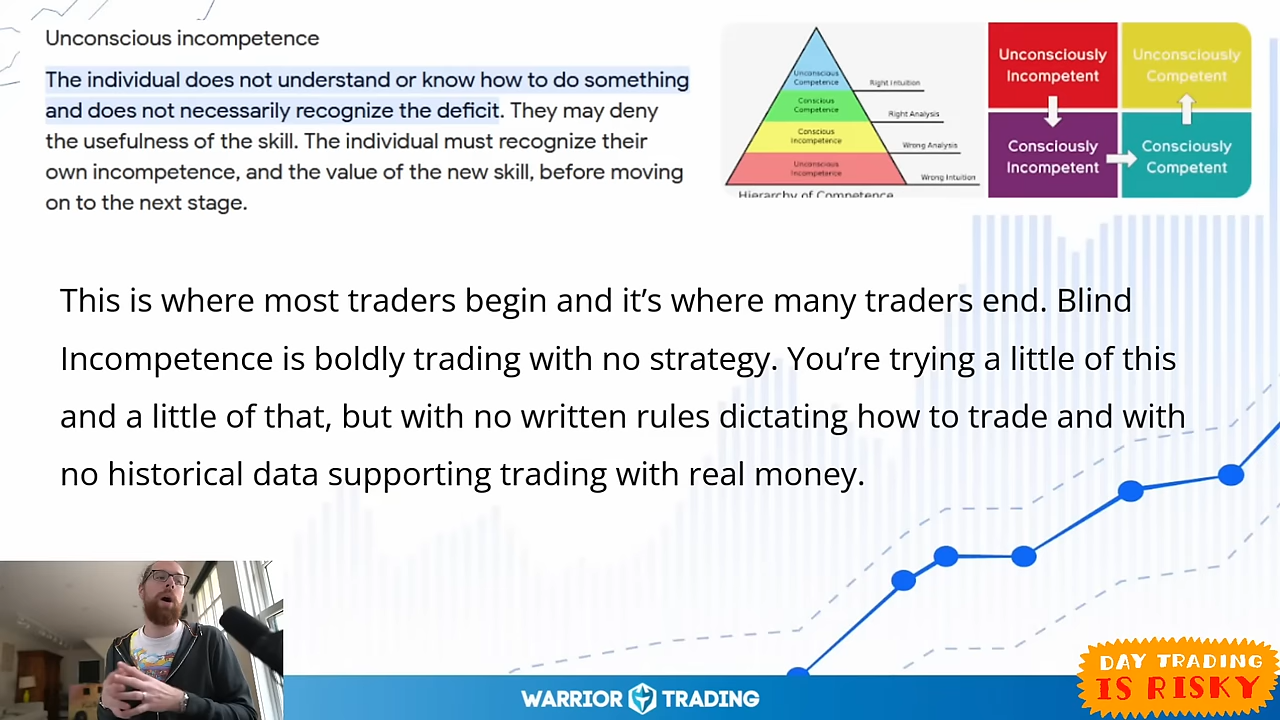 Unconscious incompetence
The individual does not understand or know how to do something
and does not necessarily recognize the deficit. They may deny
the usefulness of the skill. The individual must recognize their
own incompetence, and the value of the new skill, before moving
on to the next stage.
Unconscious
Competence
Right Intuition
Conscious
Competence
Right Analysis
Conscious
Incompetence
Wrong Analysis
Unconscious
Incompetence
Wrong Intuition
Hierarchy of Competence
Unconsciously
Incompetent
Unconsciously
Competent
Consciously
Incompetent
Consciously
Competent
This is where most traders begin and it’s where many traders end. Blind
Incompetence is boldly trading with no strategy. You’re trying a little of this
and a little of that, but with no written rules dictating how to trade and with
no historical data supporting trading with real money.
WARRIOR TRADING
DAY TRADING
IS RISKY